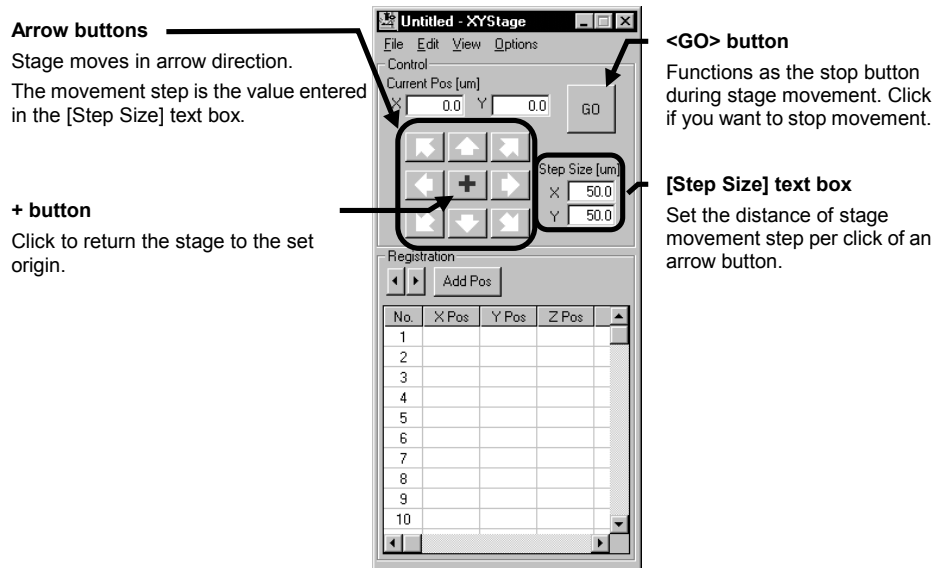 Arrow buttons
Stage moves in arrow direction.
The movement step is the value entered
in the [Step Size] text box.
+ button
Click to return the stage to the set
origin.
Untitled - XYStage
File Edit View Options
Control
Current Pos [um]
X 0.0 Y 0.0
GO
Step Size [um]
X 50.0
Y 50.0
Registration
Add Pos
No. X Pos Y Pos Z Pos
1
2
3
4
5
6
7
8
9
10
<GO> button
Functions as the stop button
during stage movement. Click
if you want to stop movement.
[Step Size] text box
Set the distance of stage
movement step per click of an
arrow button.